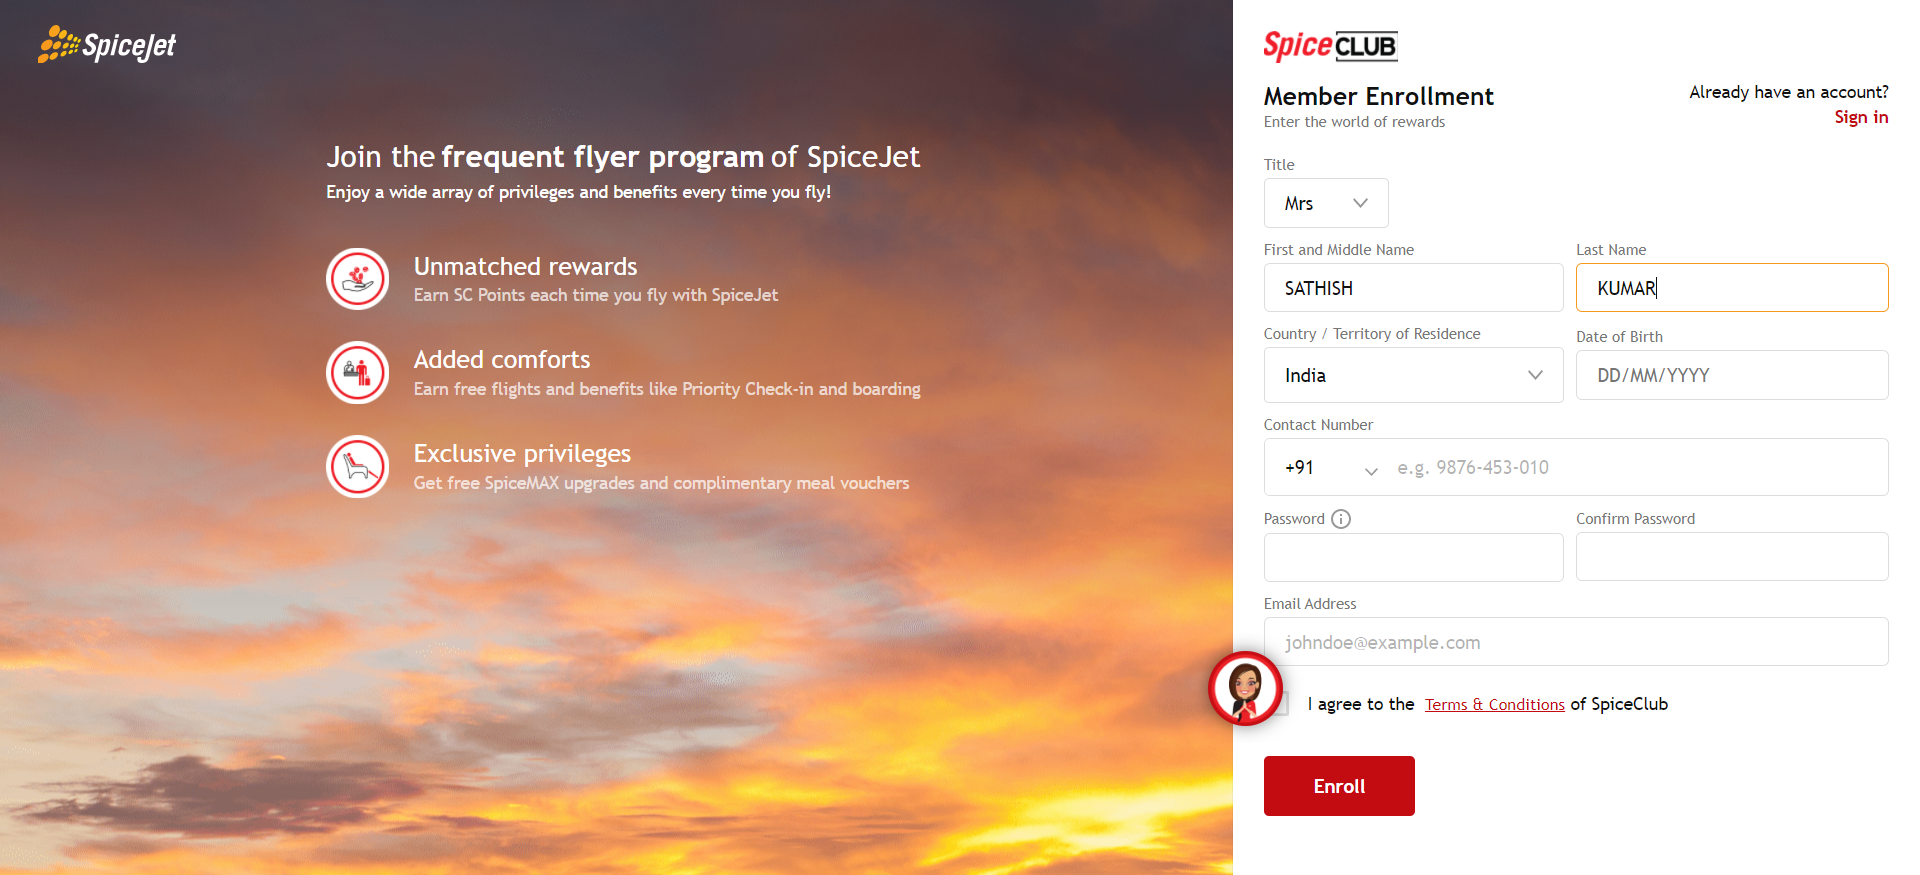 SpiceJet
Join the frequent flyer program of SpiceJet
Enjoy a wide array of privileges and benefits every time you fly!
Unmatched rewards
Earn SC Points each time you fly with SpiceJet
Added comforts
Earn free flights and benefits like Priority Check-in and boarding
Exclusive privileges
Get free SpiceMAX upgrades and complimentary meal vouchers
Spice CLUB
Member Enrollment
Enter the world of rewards
Already have an account?
Sign in
Title
Mrs
First and Middle Name
SATHISH
Last Name
KUMAR
Country / Territory of Residence
India
Date of Birth
DD/MM/YYYY
Contact Number
+91
e.g. 9876-453-010
Password
Confirm Password
Email Address
johndoe@example.com
I agree to the Terms & Conditions of SpiceClub
Enroll